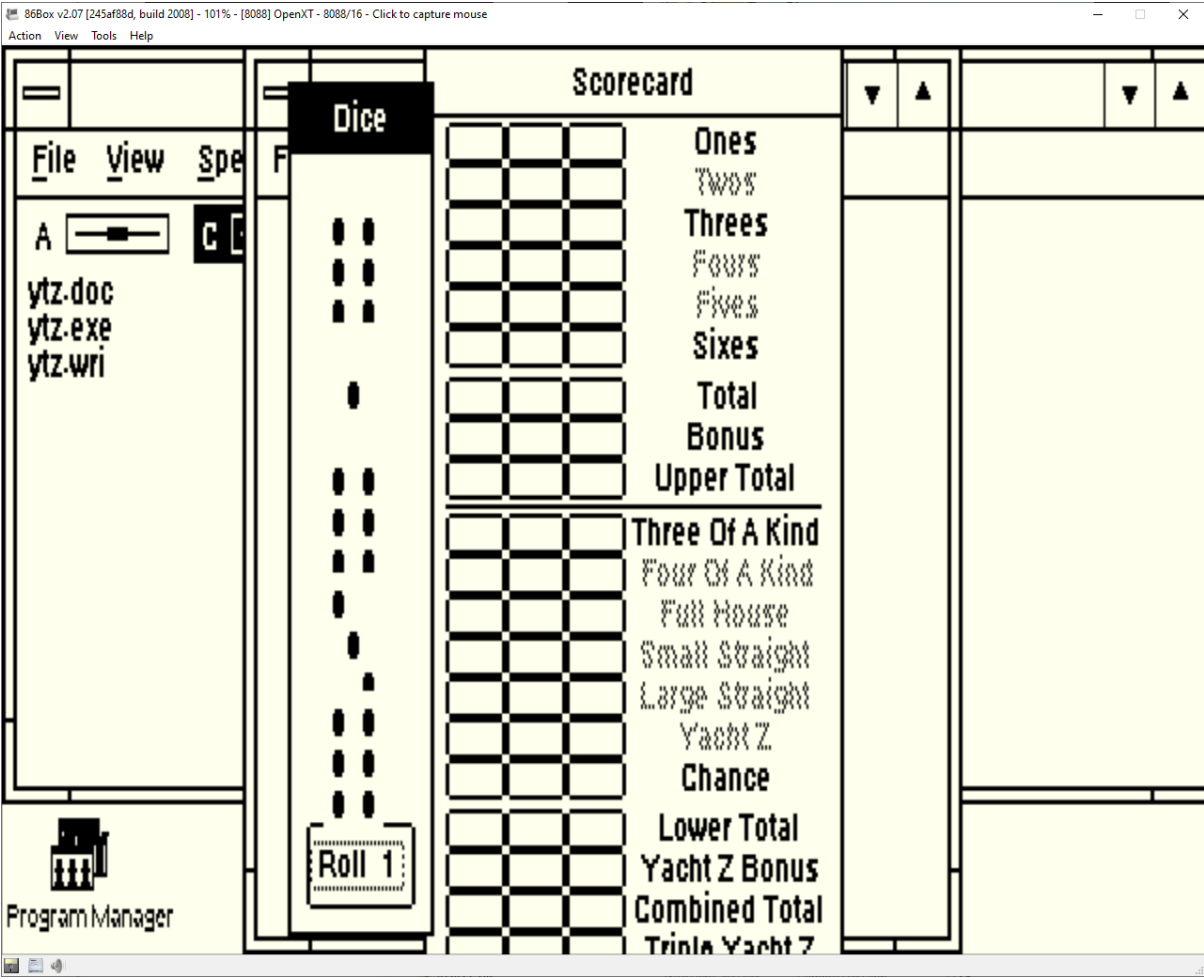 86Box v2.07 [245af88d, build 2008] - 101% - [8088] OpenXT - 8088/16 - Click to capture mouse
Action View Tools Help
Scorecard
Dice
File View Spe F
A C
ytz.doc
ytz.exe
ytz.wri
Ones
Twos
Threes
Fours
Fives
Sixes
Total
Bonus
Upper Total
Three Of A Kind
Four Of A Kind
Full House
Small Straight
Large Straight
Yacht Z
Chance
Lower Total
Yacht Z Bonus
Combined Total
Triple Yacht Z
Roll 1
Program Manager